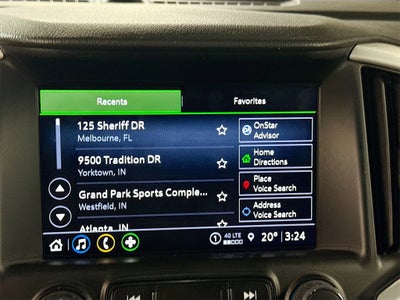 Recents
Favorites
125 Sheriff DR
Melbourne, FL
9500 Tradition DR
Yorktown, IN
Grand Park Sports Comple...
Westfield, IN
Atlanta, IN
OnStar
Advisor
Home
Directions
Place
Voice Search
Address
Voice Search
1
4G LTE
20°
3:24